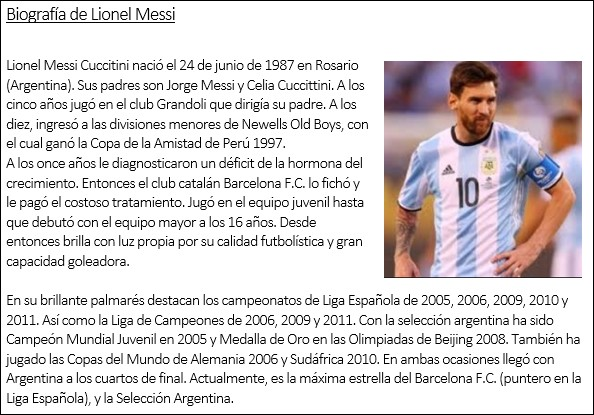 Biografía de Lionel Messi
Lionel Messi Cuccitini nació el 24 de junio de 1987 en Rosario
(Argentina). Sus padres son Jorge Messi y Celia Cuccittini. A los
cinco años jugó en el club Grandoli que dirigía su padre. A los
diez, ingresó a las divisiones menores de Newells Old Boys, con
el cual ganó la Copa de la Amistad de Perú 1997.
A los once años le diagnosticaron un déficit de la hormona del
crecimiento. Entonces el club catalán Barcelona F.C. lo fichó y
le pagó el costoso tratamiento. Jugó en el equipo juvenil hasta
que debutó con el equipo mayor a los 16 años. Desde
entonces brilla con luz propia por su calidad futbolística y gran
capacidad goleadora.
10
En su brillante palmarés destacan los campeonatos de Liga Española de 2005, 2006, 2009, 2010 y
2011. Así como la Liga de Campeones de 2006, 2009 y 2011. Con la selección argentina ha sido
Campeón Mundial Juvenil en 2005 y Medalla de Oro en las Olimpiadas de Beijing 2008. También ha
jugado las Copas del Mundo de Alemania 2006 y Sudáfrica 2010. En ambas ocasiones llegó con
Argentina a los cuartos de final. Actualmente, es la máxima estrella del Barcelona F.C. (puntero en la
Liga Española), y la Selección Argentina.